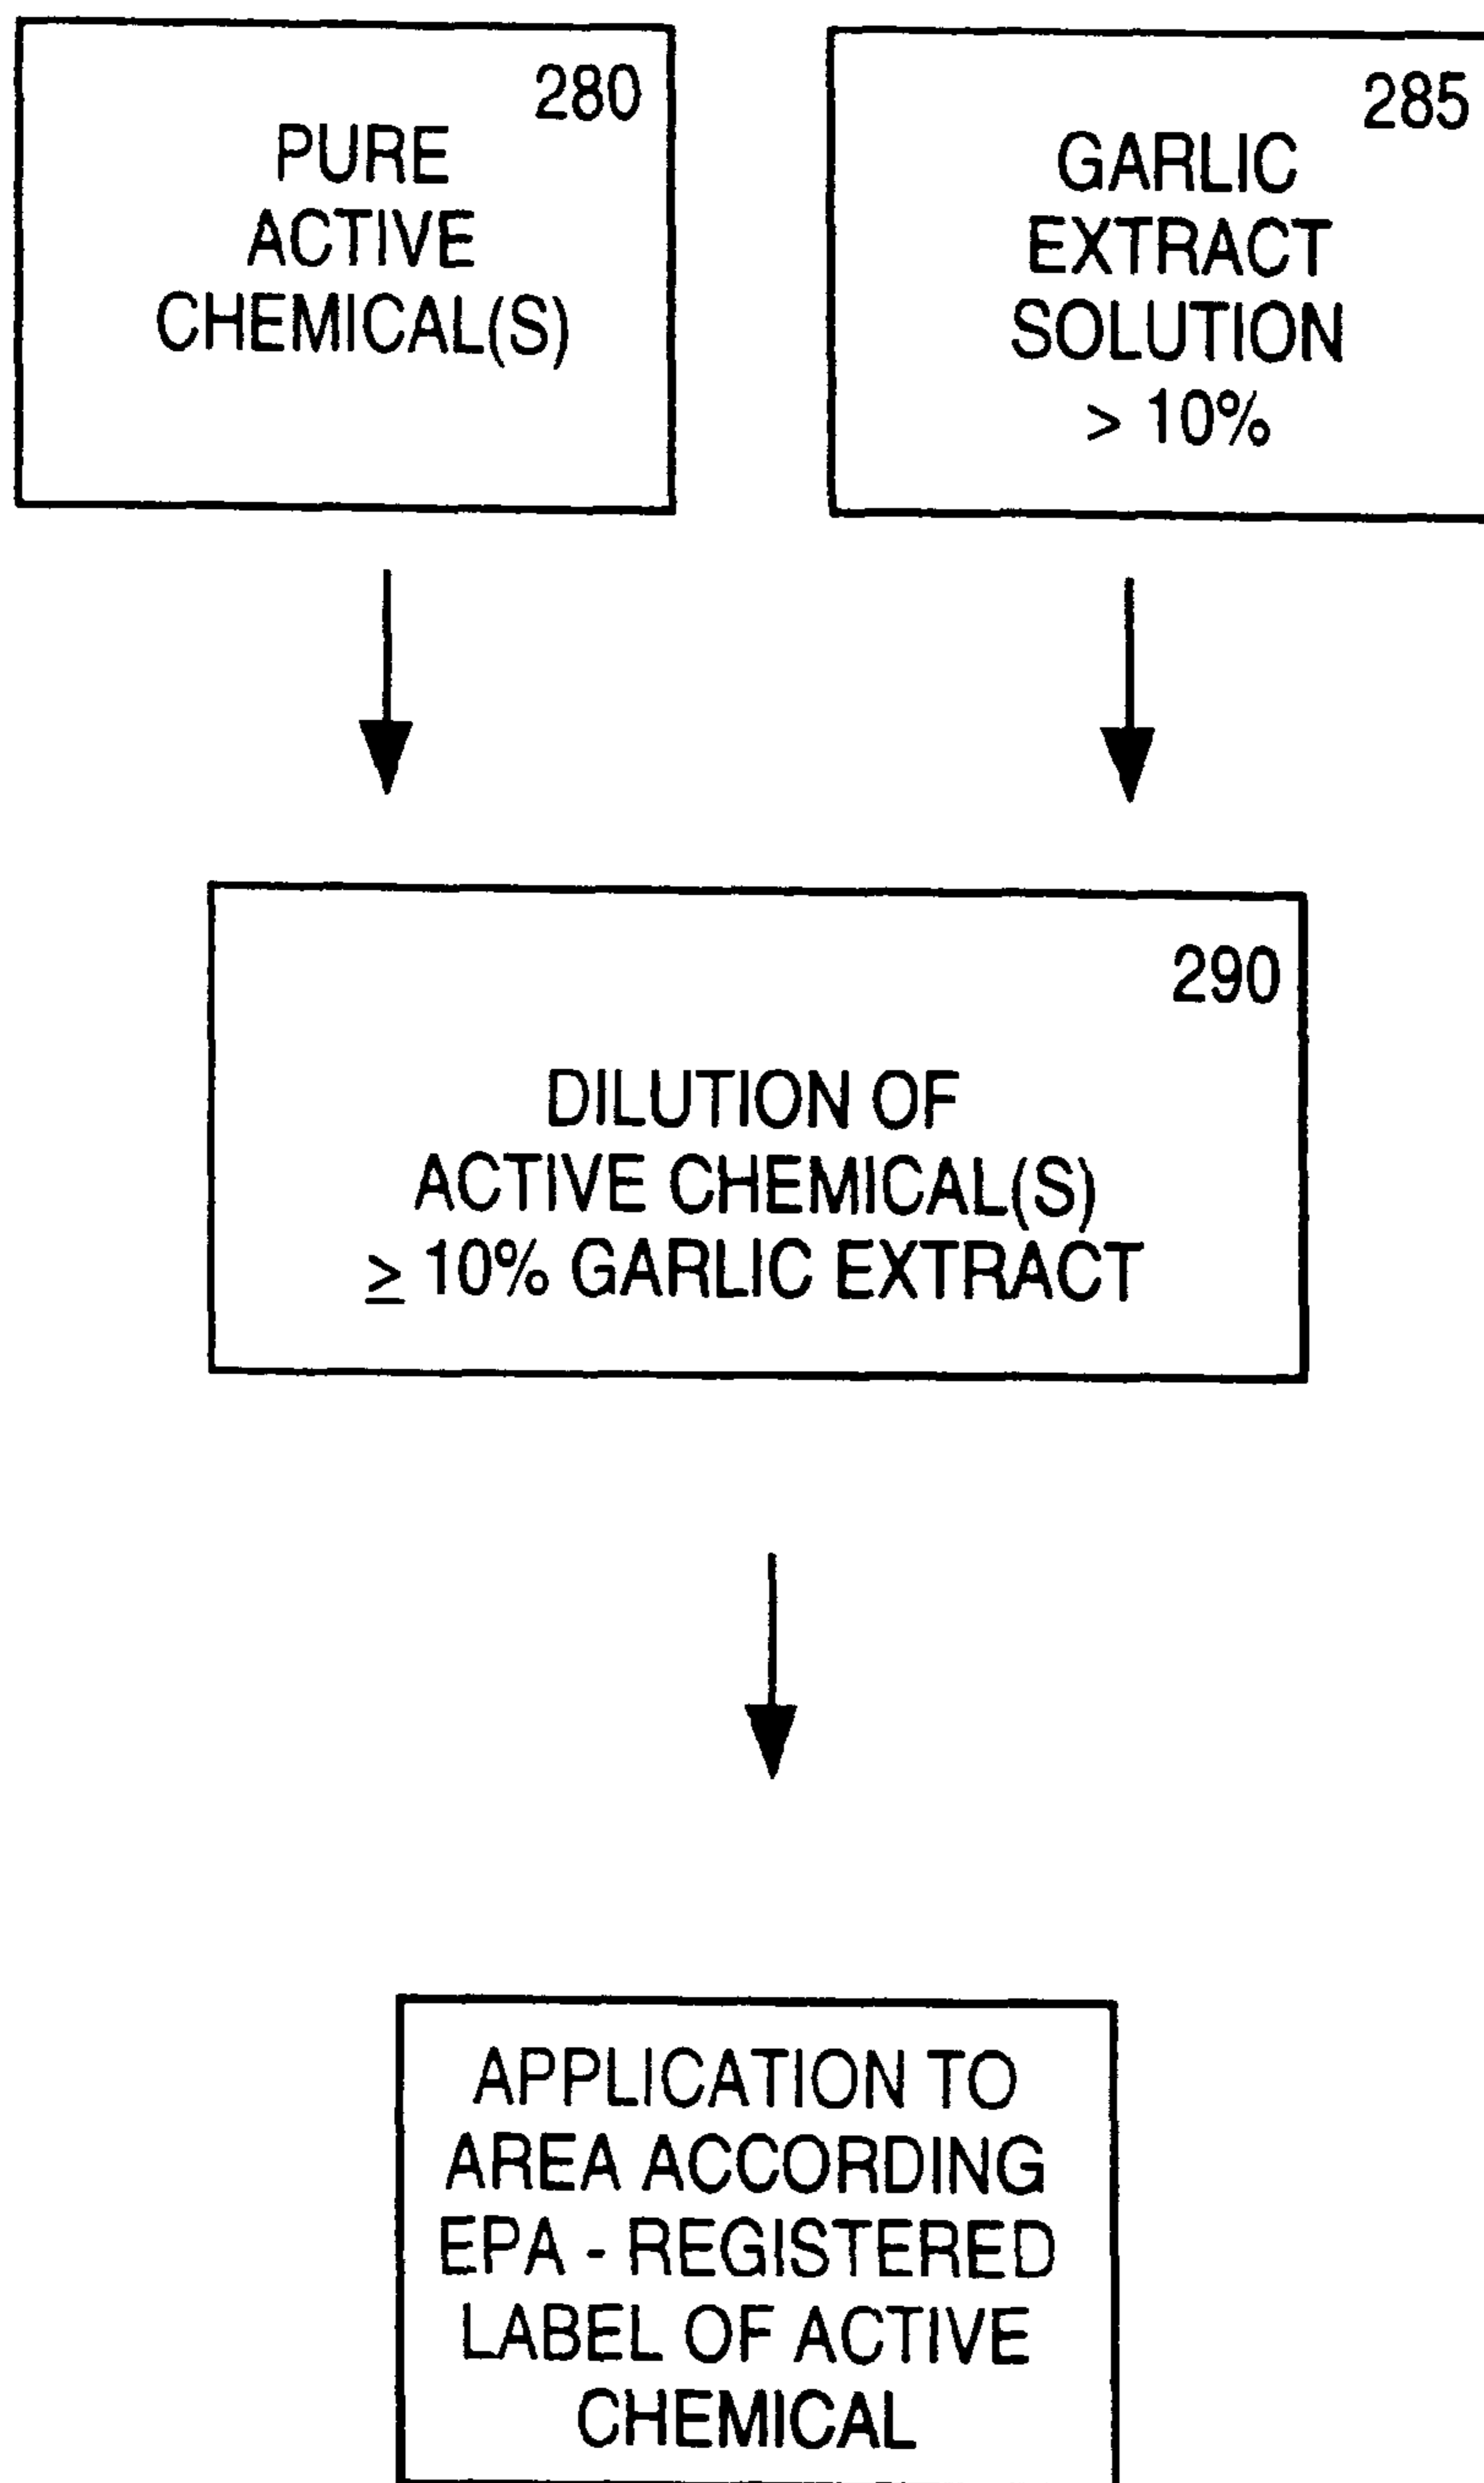 280
PURE
ACTIVE
CHEMICAL(S)
285
GARLIC
EXTRACT
SOLUTION
> 10%
290
DILUTION OF
ACTIVE CHEMICAL(S)
≥ 10% GARLIC EXTRACT
APPLICATION TO
AREA ACCORDING
EPA - REGISTERED
LABEL OF ACTIVE
CHEMICAL